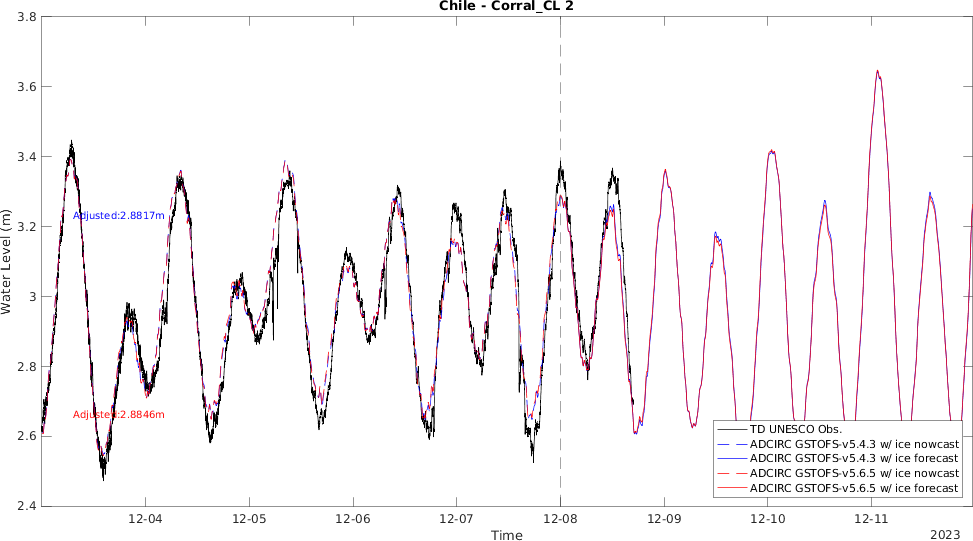 Chile - Corral_CL 2
3.8
3.6
3.4
3.2
3
2.8
2.6
2.4
Water Level (m)
Adjusted:2.8817m
Adjusted:2.8846m
TD UNESCO Obs.
ADCIRC GSTOFS-v5.4.3 w/ ice nowcast
ADCIRC GSTOFS-v5.4.3 w/ ice forecast
ADCIRC GSTOFS-v5.6.5 w/ ice nowcast
ADCIRC GSTOFS-v5.6.5 w/ ice forecast
12-04 12-05 12-06 12-07 12-08 12-09 12-10 12-11
Time
2023